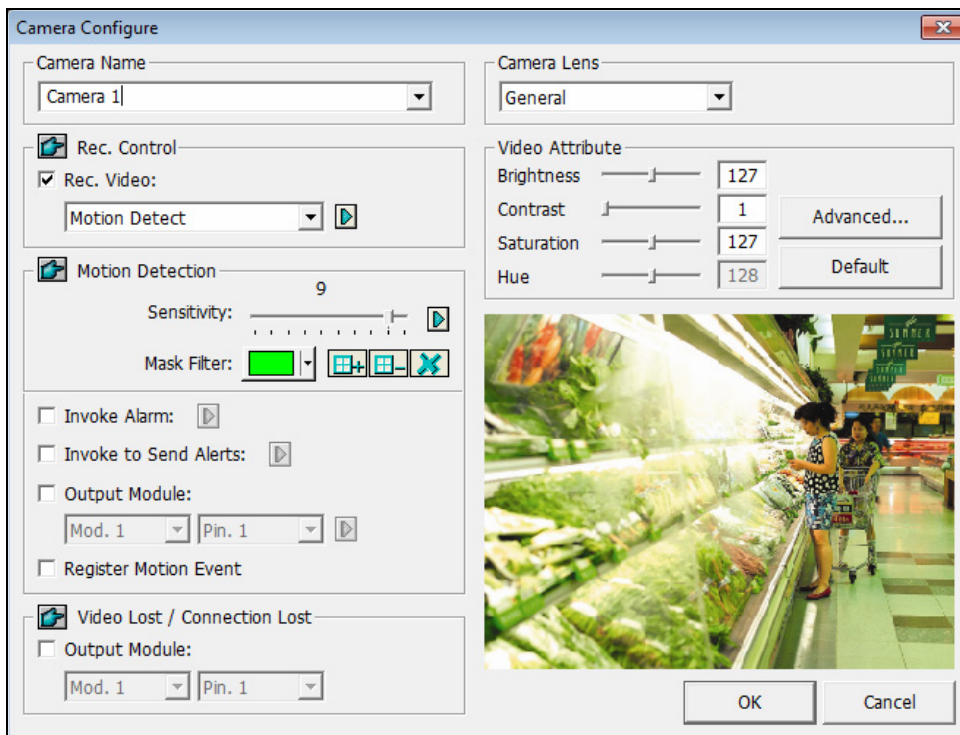 Camera Configure
Camera Name
Camera 1
Rec. Control
Rec. Video:
Motion Detect
Motion Detection
9
Sensitivity:
Mask Filter:
Invoke Alarm:
Invoke to Send Alerts:
Output Module:
Mod. 1 Pin. 1
Register Motion Event
Video Lost / Connection Lost
Output Module:
Mod. 1 Pin. 1
Camera Lens
General
Video Attribute
Brightness 127
Contrast 1
Saturation 127
Hue 128
Advanced...
Default
SUMMER
SUMMER
SUMMER
OK Cancel